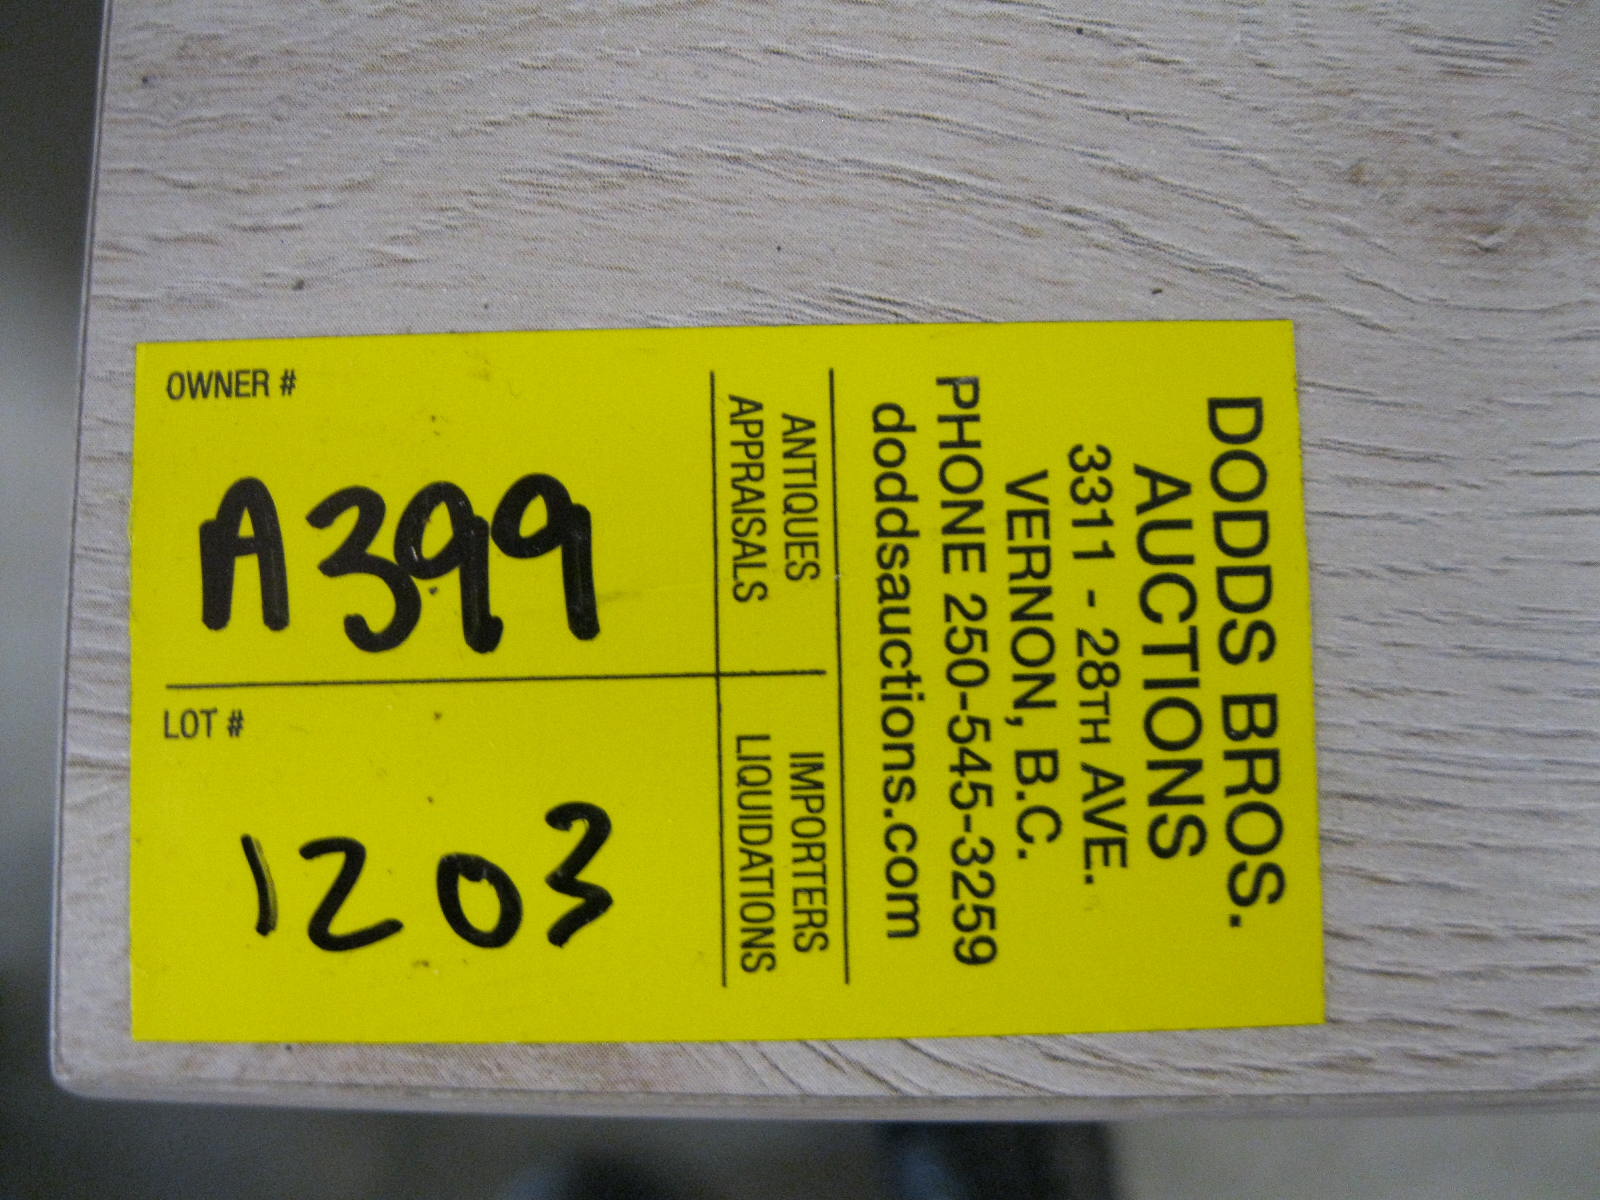 DODDS BROS.
AUCTIONS
3311 - 28TH AVE.
VERNON, B.C.
PHONE 250-545-3259
doddsauctions.com
ANTIQUES
APPRAISALS
IMPORTERS
LIQUIDATIONS
OWNER #
A399
LOT #
1203